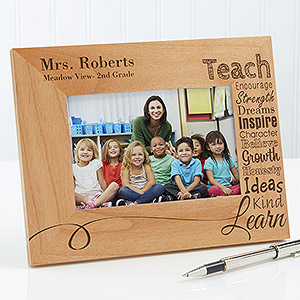 Mrs. Roberts
Meadow View- 2nd Grade
Teach
Encourage
Strength
Dreams
Inspire
Character
Believe
Growth
Honesty
Ideas
Kind
Learn